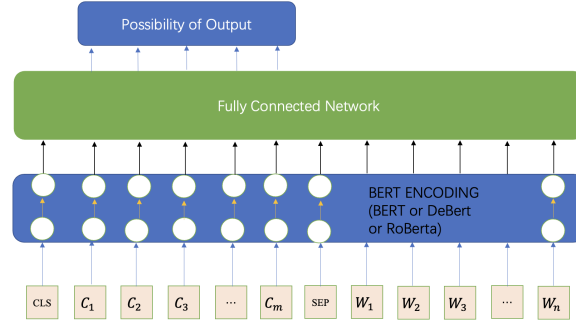 Possibility of Output
Fully Connected Network
BERT ENCODING
(BERT or DeBert
or RoBerta)
CLS C₁ C₂ C₃ ... Cₘ SEP W₁ W₂ W₃ ... Wₙ